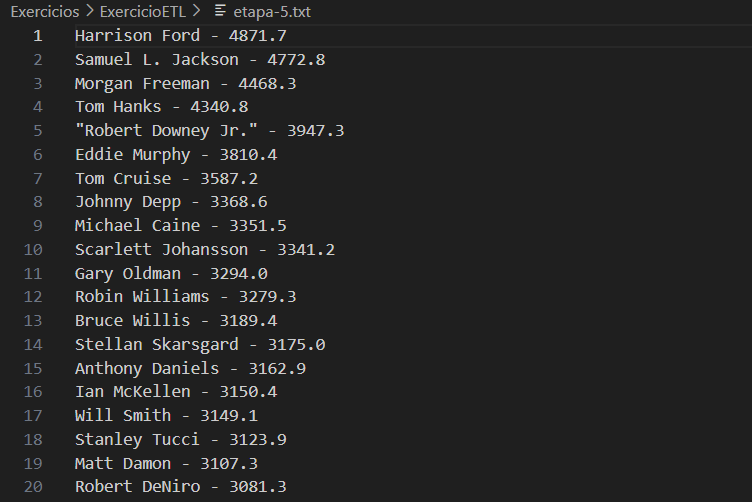 Exercicios > ExercicioETL > etapa-5.txt
1 Harrison Ford - 4871.7
2 Samuel L. Jackson - 4772.8
3 Morgan Freeman - 4468.3
4 Tom Hanks - 4340.8
5 "Robert Downey Jr." - 3947.3
6 Eddie Murphy - 3810.4
7 Tom Cruise - 3587.2
8 Johnny Depp - 3368.6
9 Michael Caine - 3351.5
10 Scarlett Johansson - 3341.2
11 Gary Oldman - 3294.0
12 Robin Williams - 3279.3
13 Bruce Willis - 3189.4
14 Stellan Skarsgard - 3175.0
15 Anthony Daniels - 3162.9
16 Ian McKellen - 3150.4
17 Will Smith - 3149.1
18 Stanley Tucci - 3123.9
19 Matt Damon - 3107.3
20 Robert DeNiro - 3081.3